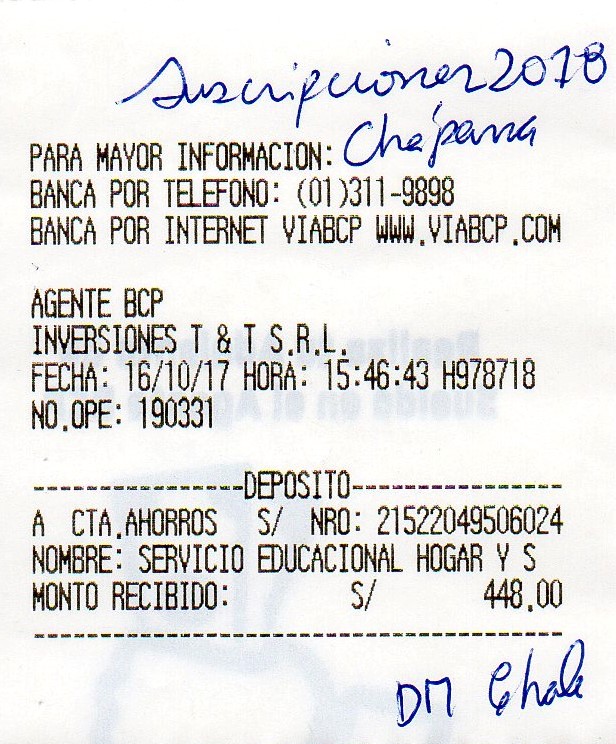 Suscripciones 2018
Cháparra
PARA MAYOR INFORMACION:
BANCA POR TELEFONO: (01)311-9898
BANCA POR INTERNET VIABCP WWW.VIABCP.COM
AGENTE BCP
INVERSIONES T & T S.R.L.
FECHA: 16/10/17 HORA: 15:46:43 H978718
NO.OPE: 190331
---------------DEPOSITO---------------
A CTA.AHORROS S/ NRO: 21522049506024
NOMBRE: SERVICIO EDUCACIONAL HOGAR Y S
MONTO RECIBIDO: S/ 448.00
--------------------------------------
DM Chala